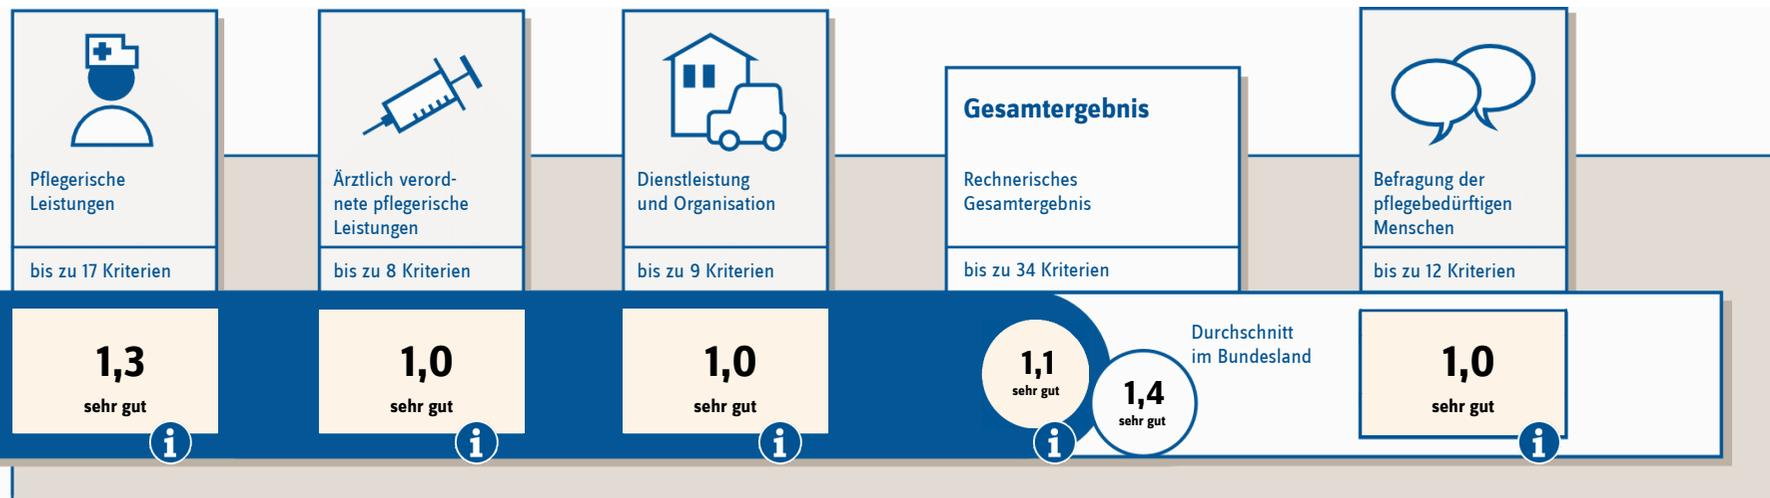 Pflegerische
Leistungen
bis zu 17 Kriterien
1,3
sehr gut
Ärztlich verord-
nete pflegerische
Leistungen
bis zu 8 Kriterien
1,0
sehr gut
Dienstleistung
und Organisation
bis zu 9 Kriterien
1,0
sehr gut
Gesamtergebnis
Rechnerisches
Gesamtergebnis
bis zu 34 Kriterien
1,1
sehr gut
1,4
sehr gut
Durchschnitt
im Bundesland
Befragung der
pflegebedürftigen
Menschen
bis zu 12 Kriterien
1,0
sehr gut